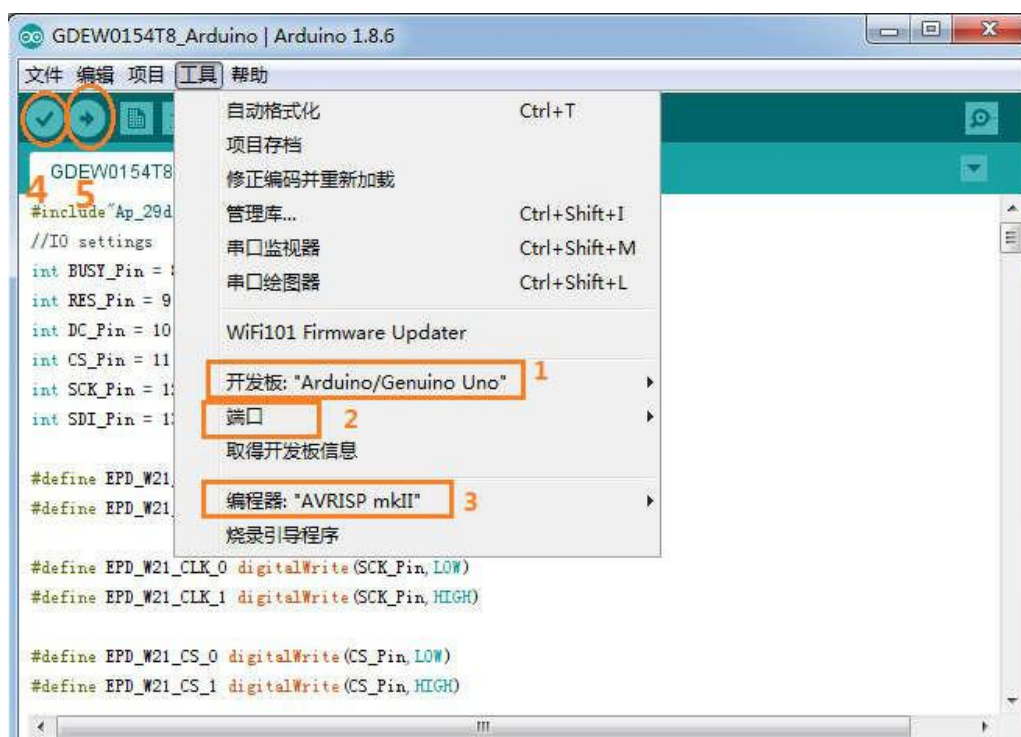 GDEW0154T8_Arduino | Arduino 1.8.6
文件 编辑 项目 工具 帮助
自动格式化 Ctrl+T
项目存档
GDEW0154T8
修正编码并重新加载
4 5
#include"Ap_29d
管理库... Ctrl+Shift+I
//IO settings
串口监视器 Ctrl+Shift+M
int BUSY_Pin = 8
串口绘图器 Ctrl+Shift+L
int RES_Pin = 9
int DC_Pin = 10
WiFi101 Firmware Updater
int CS_Pin = 11
开发板: "Arduino/Genuino Uno" 1
int SCK_Pin = 1
端口 2
int SDI_Pin = 1
取得开发板信息
#define EPD_W21_
编程器: "AVRISP mkII" 3
#define EPD_W21_
烧录引导程序
#define EPD_W21_CLK_0 digitalWrite(SCK_Pin,LOW)
#define EPD_W21_CLK_1 digitalWrite(SCK_Pin,HIGH)
#define EPD_W21_CS_0 digitalWrite(CS_Pin,LOW)
#define EPD_W21_CS_1 digitalWrite(CS_Pin,HIGH)